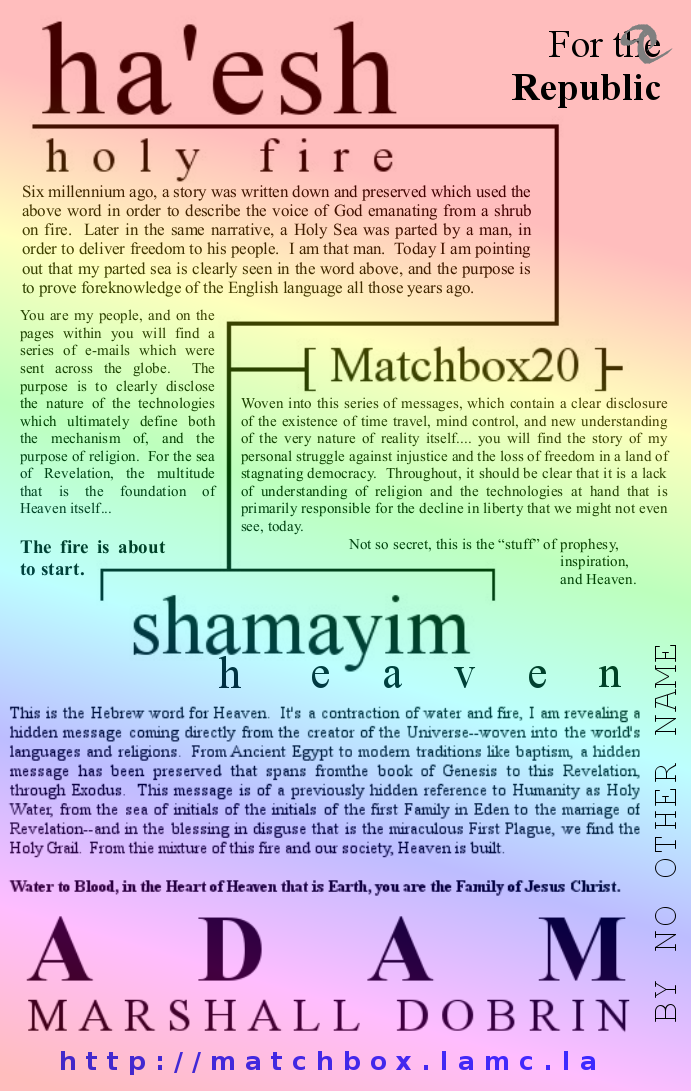 ha'esh
For the
Republic
holy fire
Six millennium ago, a story was written down and preserved which used the
above word in order to describe the voice of God emanating from a shrub
on fire. Later in the same narrative, a Holy Sea was parted by a man, in
order to deliver freedom to his people. I am that man. Today I am pointing
out that my parted sea is clearly seen in the word above, and the purpose is
to prove foreknowledge of the English language all those years ago.
You are my people, and on the
pages within you will find a
series of e-mails which were
sent across the globe. The
purpose is to clearly disclose
the nature of the technologies
which ultimately define both
the mechanism of, and the
purpose of religion. For the sea
of Revelation, the multitude
that is the foundation of
Heaven itself...
The fire is about
to start.
[ Matchbox20 ]-
Woven into this series of messages, which contain a clear disclosure
of the existence of time travel, mind control, and new understanding
of the very nature of reality itself.... you will find the story of my
personal struggle against injustice and the loss of freedom in a land of
stagnating democracy. Throughout, it should be clear that it is a lack
of understanding of religion and the technologies at hand that is
primarily responsible for the decline in liberty that we might not even
see, today.
Not so secret, this is the “stuff” of prophesy,
inspiration,
and Heaven.
shamayim
heaven
This is the Hebrew word for Heaven. It's a contraction of water and fire, I am revealing a
hidden message coming directly from the creator of the Universe--woven into the world's
languages and religions. From Ancient Egypt to modern traditions like baptism, a hidden
message has been preserved that spans fromthe book of Genesis to this Revelation,
through Exodus. This message is of a previously hidden reference to Humanity as Holy
Water, from the sea of initials of the initials of the first Family in Eden to the marriage of
Revelation--and in the blessing in disguse that is the miraculous First Plague, we find the
Holy Grail. From thie mixture of this fire and our society, Heaven is built.
Water to Blood, in the Heart of Heaven that is Earth, you are the Family of Jesus Christ.
BY NO OTHER NAME
ADAM
MARSHALL DOBRIN
http://matchbox.lamc.la